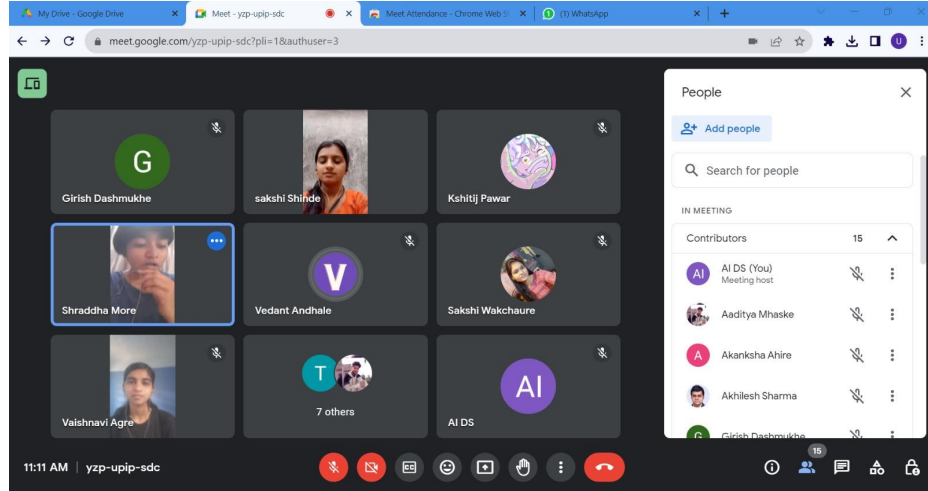 My Drive - Google Drive
Meet - yzp-upip-sdc
Meet Attendance - Chrome Web S
(1) WhatsApp
meet.google.com/yzp-upip-sdc?pli=1&authuser=3
U
G
Girish Dashmukhe
sakshi Shinde
Kshitij Pawar
Shraddha More
V
Vedant Andhale
Sakshi Wakchaure
Vaishnavi Agre
T
7 others
AI
AI DS
People
Add people
Search for people
IN MEETING
Contributors 15
AI
AI DS (You)
Meeting host
Aaditya Mhaske
A
Akanksha Ahire
Akhilesh Sharma
G
Girish Dashmukhe
11:11 AM | yzp-upip-sdc
CC
15